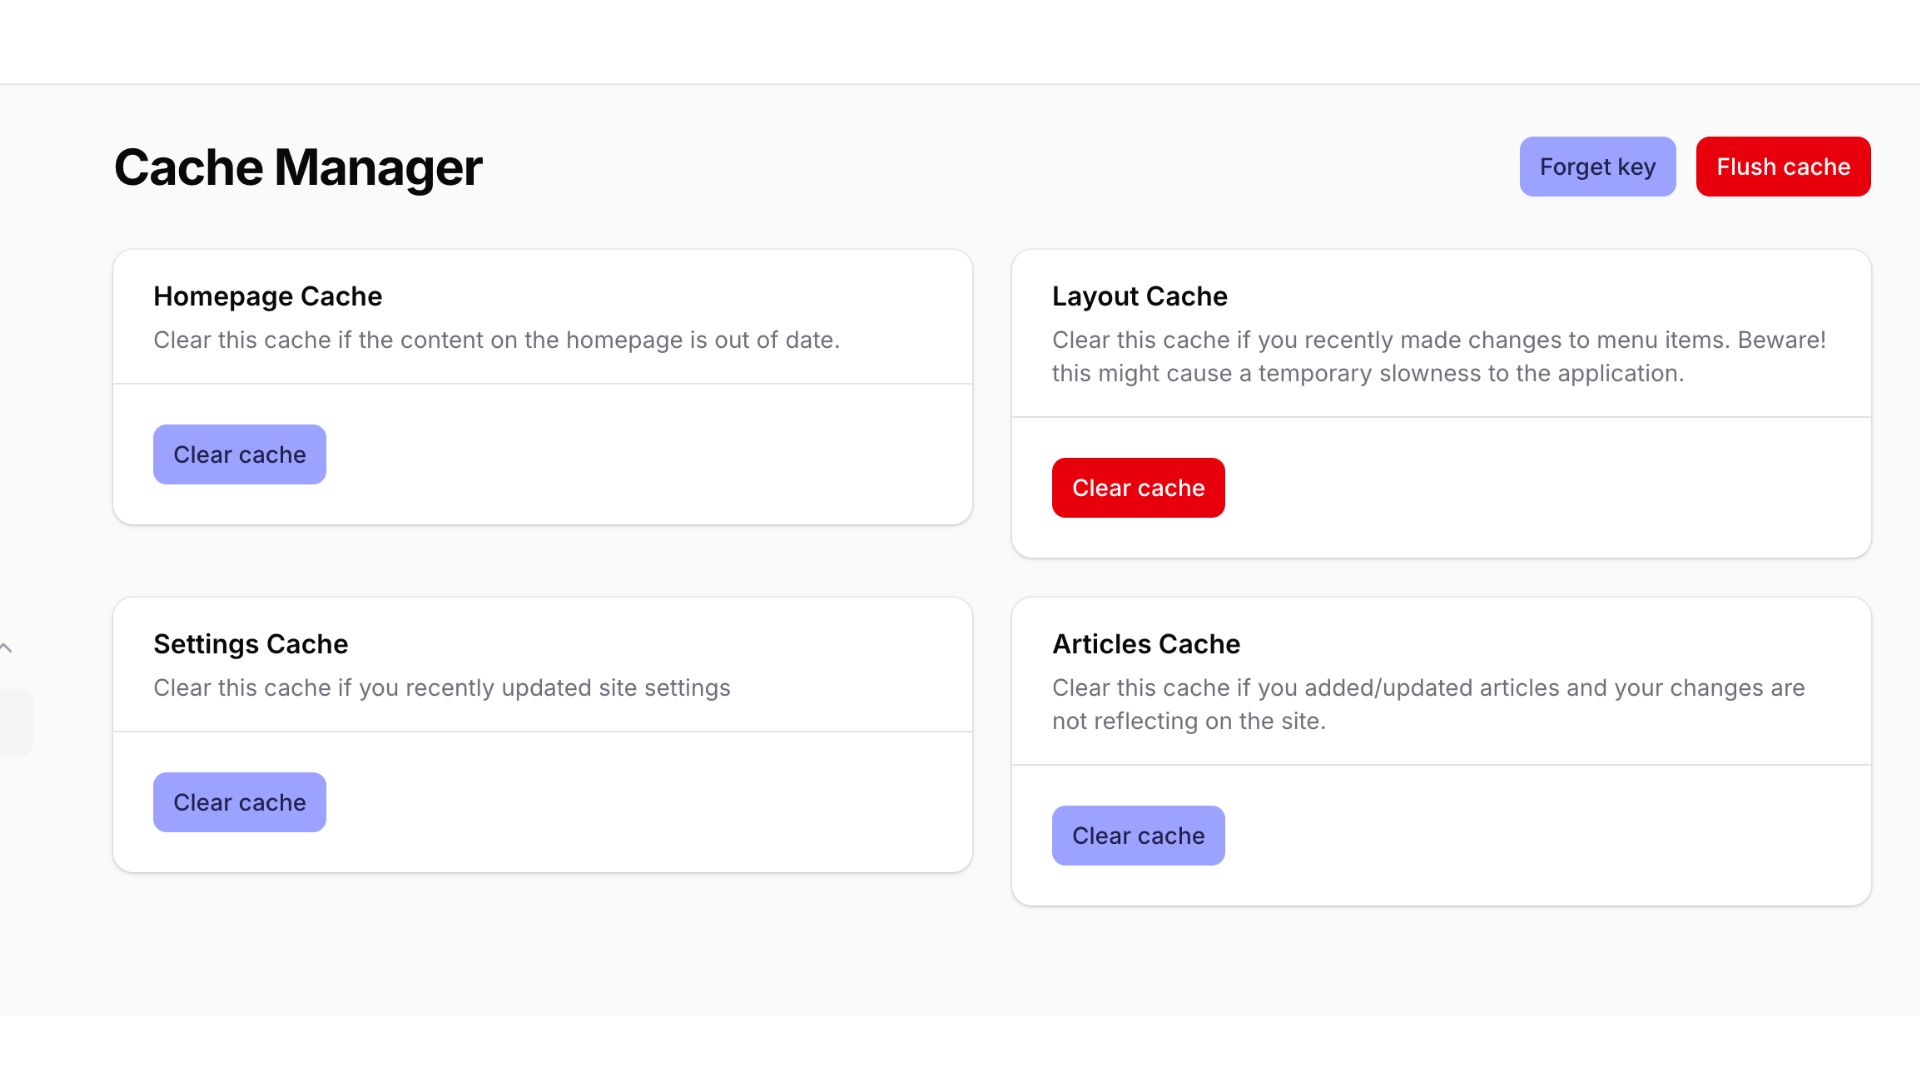 Cache Manager
Forget key
Flush cache
Homepage Cache
Clear this cache if the content on the homepage is out of date.
Clear cache
Layout Cache
Clear this cache if you recently made changes to menu items. Beware!
this might cause a temporary slowness to the application.
Clear cache
Settings Cache
Clear this cache if you recently updated site settings
Clear cache
Articles Cache
Clear this cache if you added/updated articles and your changes are
not reflecting on the site.
Clear cache